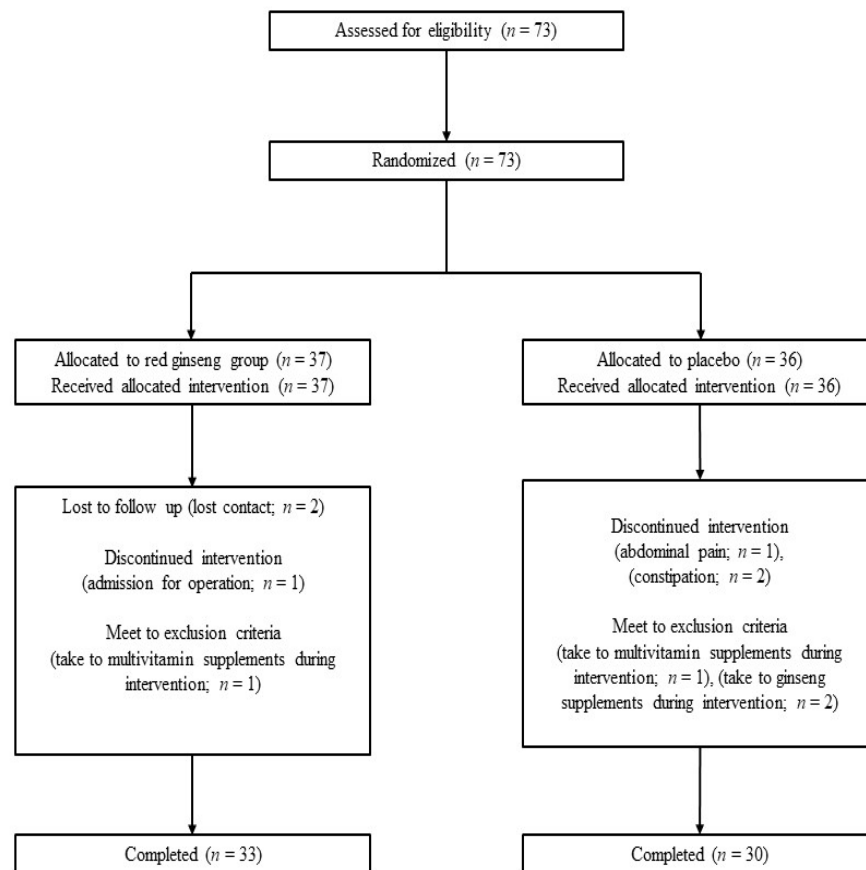 Assessed for eligibility (n = 73)
Randomized (n = 73)
Allocated to red ginseng group (n = 37)
Received allocated intervention (n = 37)
Allocated to placebo (n = 36)
Received allocated intervention (n = 36)
Lost to follow up (lost contact; n = 2)
Discontinued intervention
(admission for operation; n = 1)
Meet to exclusion criteria
(take to multivitamin supplements during
intervention; n = 1)
Discontinued intervention
(abdominal pain; n = 1),
(constipation; n = 2)
Meet to exclusion criteria
(take to multivitamin supplements during
intervention; n = 1), (take to ginseng
supplements during intervention; n = 2)
Completed (n = 33)
Completed (n = 30)